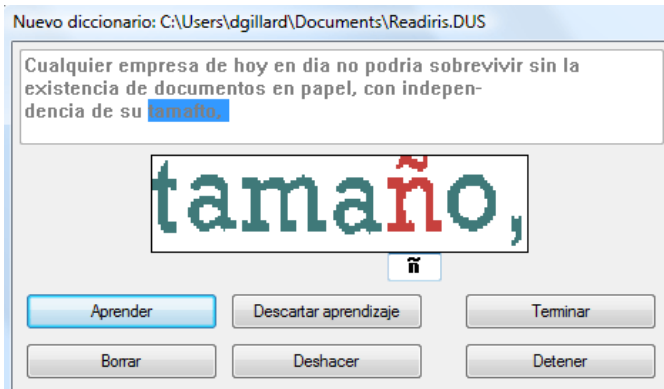 Nuevo diccionario: C:\Users\dgillard\Documents\Readiris.DUS
Cualquier empresa de hoy en dia no podria sobrevivir sin la
existencia de documentos en papel, con indepen-
dencia de su tamatto,
tamaño,
ñ
Aprender Descartar aprendizaje Terminar
Borrar Deshacer Detener